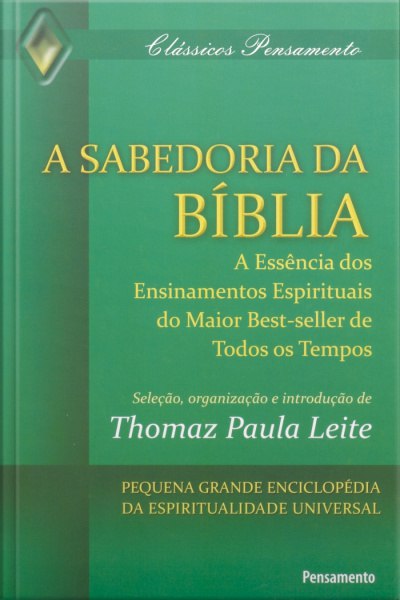 Clássicos Pensamento
A SABEDORIA DA
BÍBLIA
A Essência dos
Ensinamentos Espirituais
do Maior Best-seller de
Todos os Tempos
Seleção, organização e introdução de
Thomaz Paula Leite
PEQUENA GRANDE ENCICLOPÉDIA
DA ESPIRITUALIDADE UNIVERSAL
Pensamento